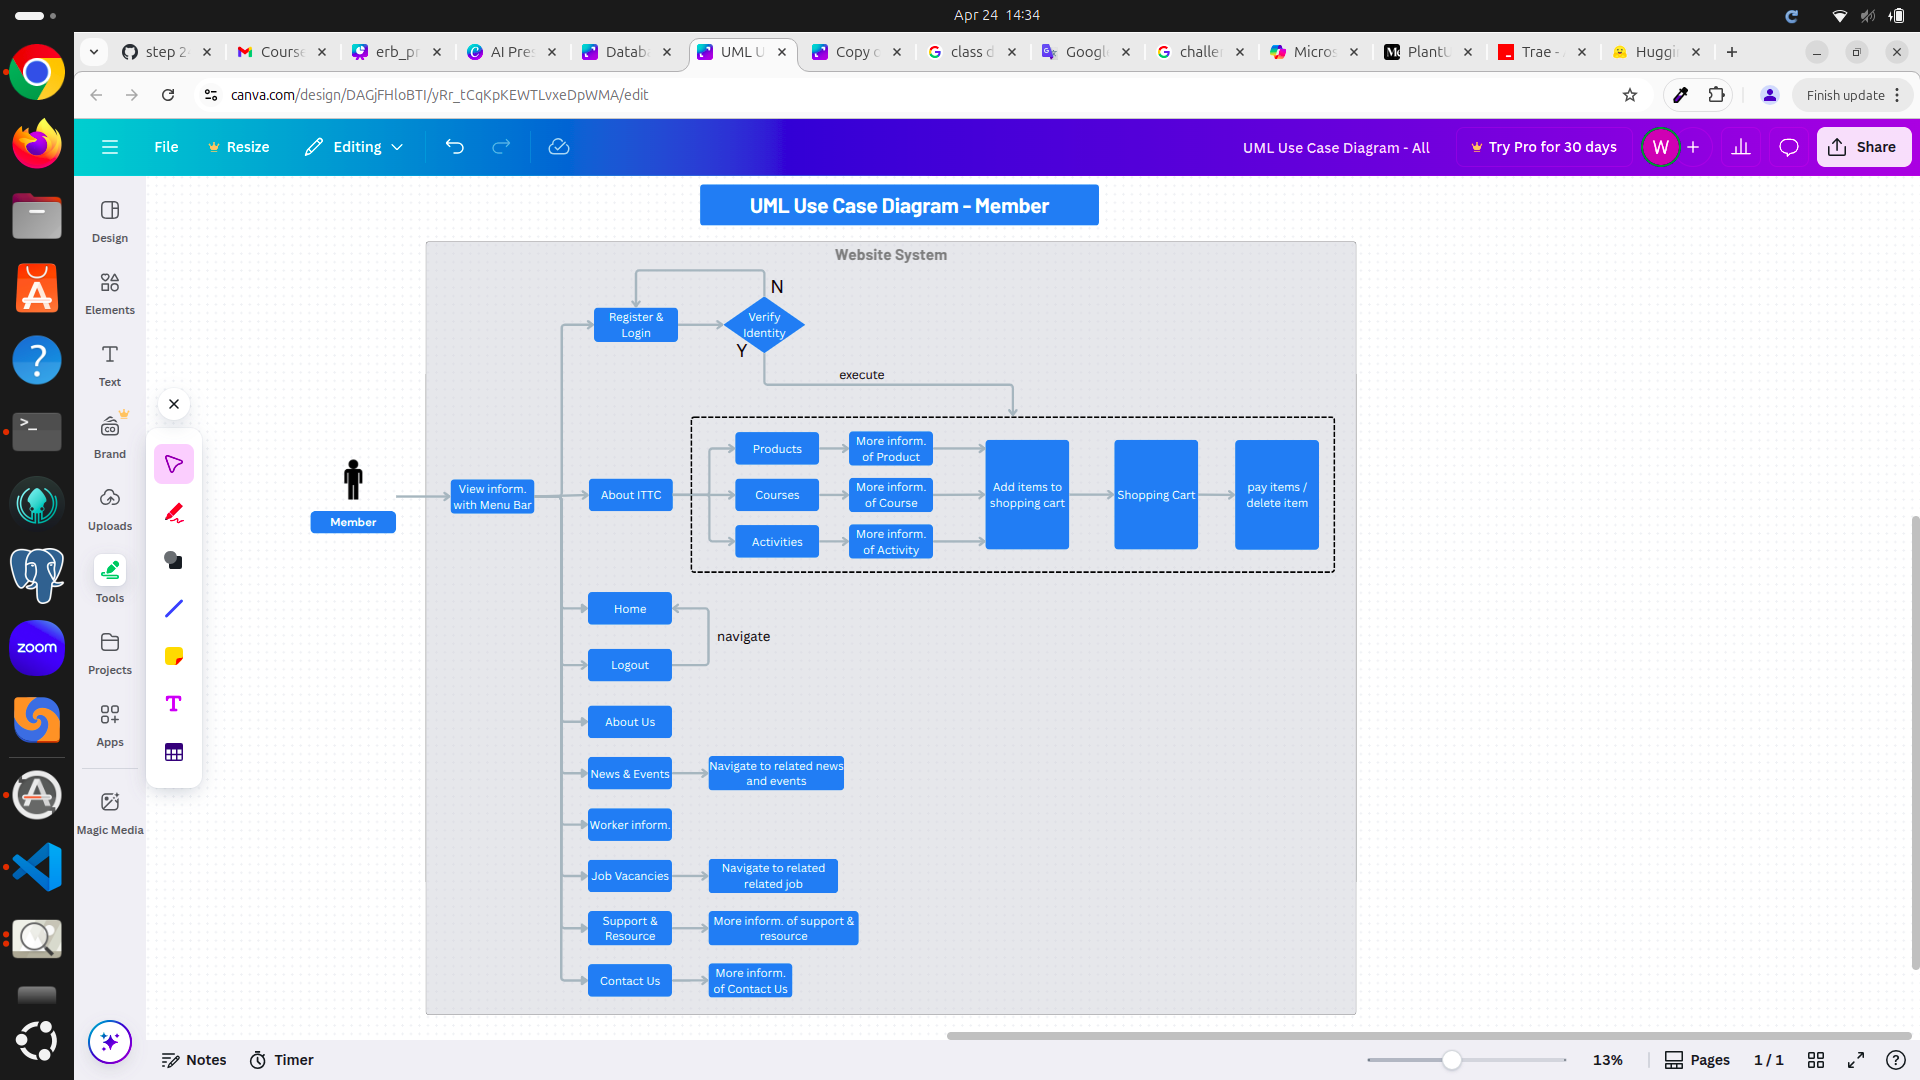 Apr 24 14:34
step 2
Course
erb_pr
AI Pres
Datab
UML U
Copy o
class d
Google
challe
Micros
PlantU
Trae -
Huggi
canva.com/design/DAGjFHloBTI/yRr_tCqKpKEWTLvxeDpWMA/edit
Finish update
File
Resize
Editing
UML Use Case Diagram - All
Try Pro for 30 days
W
Share
Design
Elements
Text
Brand
Uploads
Tools
Projects
Apps
Magic Media
zoom
UML Use Case Diagram - Member
Website System
N
Register &
Login
Verify
Identity
Y
execute
Products
More inform.
of Product
Member
View inform.
with Menu Bar
About ITTC
Courses
More inform.
of Course
Add items to
shopping cart
Shopping Cart
pay items /
delete item
Activities
More inform.
of Activity
Home
navigate
Logout
About Us
News & Events
Navigate to related news
and events
Worker inform.
Job Vacancies
Navigate to related
related job
Support &
Resource
More inform. of support &
resource
Contact Us
More inform.
of Contact Us
Notes
Timer
13%
Pages
1 / 1